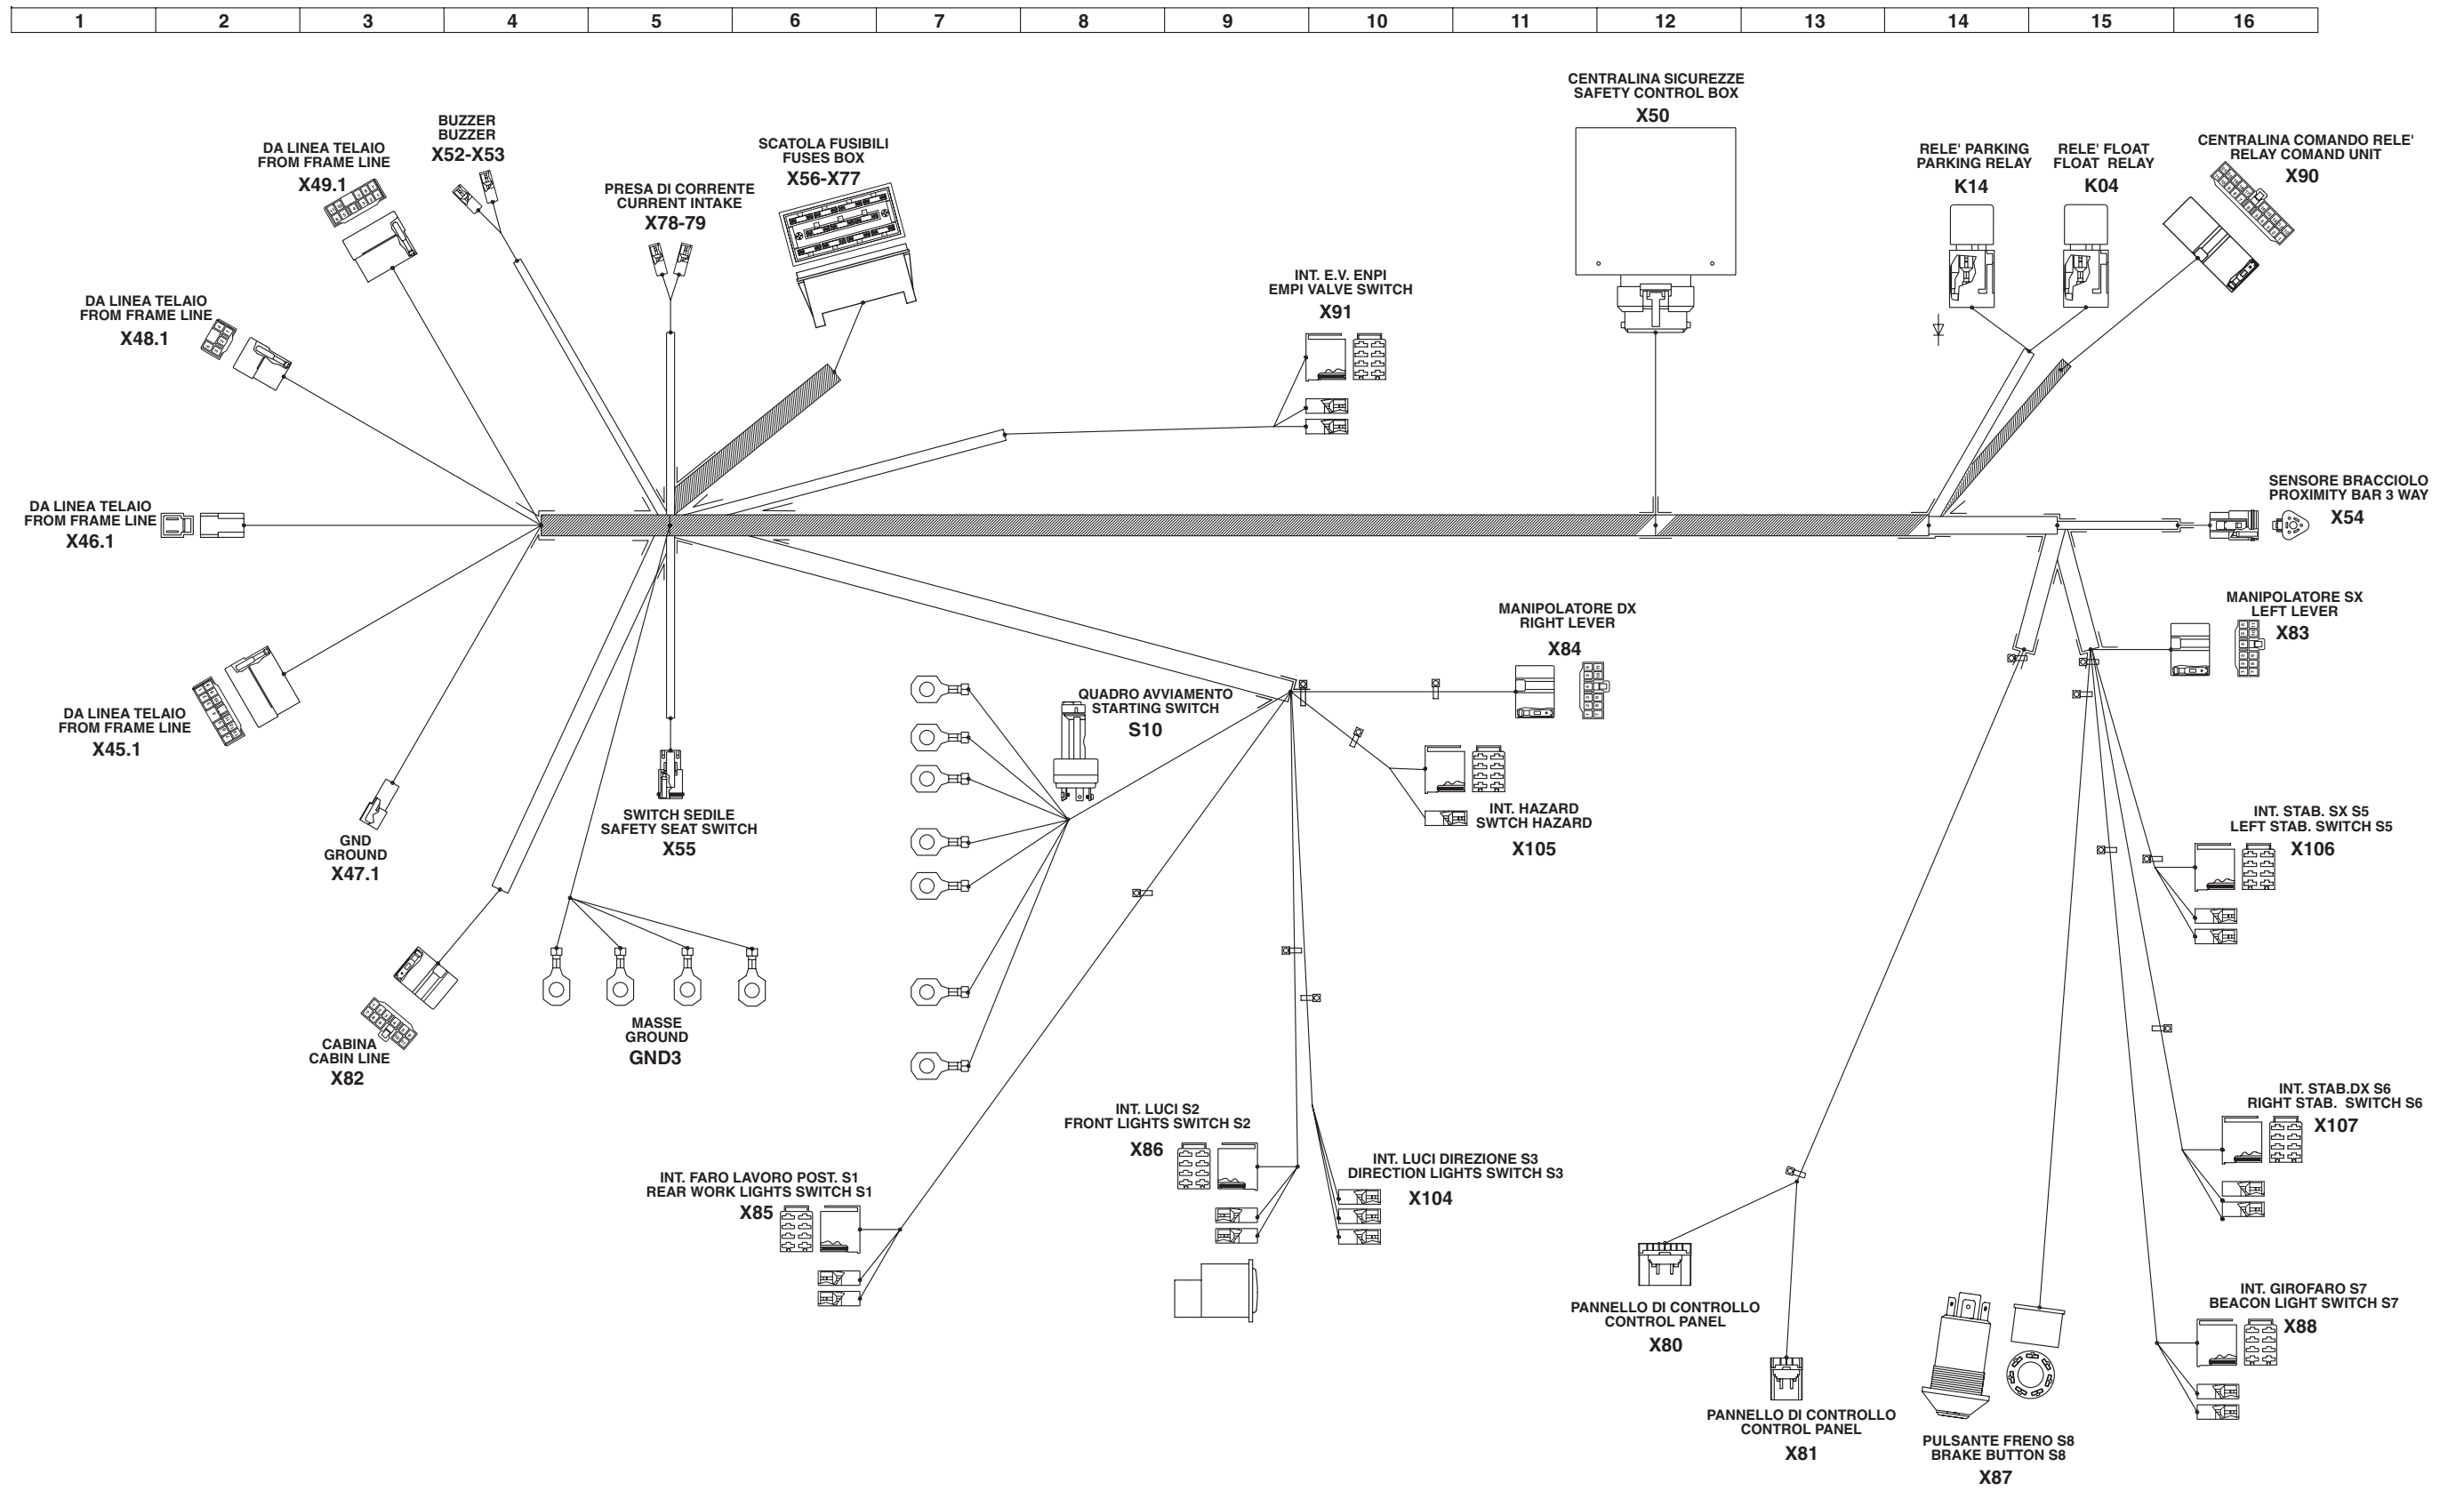 1 2 3 4 5 6 7 8 9 10 11 12 13 14 15 16
CENTRALINA SICUREZZE
SAFETY CONTROL BOX
X50
BUZZER
BUZZER
X52-X53
DA LINEA TELAIO
FROM FRAME LINE
X49.1
SCATOLA FUSIBILI
FUSES BOX
X56-X77
RELE' PARKING
PARKING RELAY
K14
RELE' FLOAT
FLOAT RELAY
K04
CENTRALINA COMANDO RELE'
RELAY COMAND UNIT
X90
PRESA DI CORRENTE
CURRENT INTAKE
X78-79
INT. E.V. ENPI
EMPI VALVE SWITCH
X91
DA LINEA TELAIO
FROM FRAME LINE
X48.1
DA LINEA TELAIO
FROM FRAME LINE
X46.1
SENSORE BRACCIOLO
PROXIMITY BAR 3 WAY
X54
MANIPOLATORE DX
RIGHT LEVER
X84
MANIPOLATORE SX
LEFT LEVER
X83
DA LINEA TELAIO
FROM FRAME LINE
X45.1
QUADRO AVVIAMENTO
STARTING SWITCH
S10
SWITCH SEDILE
SAFETY SEAT SWITCH
X55
INT. HAZARD
SWTCH HAZARD
X105
INT. STAB. SX S5
LEFT STAB. SWITCH S5
X106
GND
GROUND
X47.1
MASSE
GROUND
GND3
CABINA
CABIN LINE
X82
INT. STAB.DX S6
RIGHT STAB. SWITCH S6
X107
INT. LUCI S2
FRONT LIGHTS SWITCH S2
X86
INT. LUCI DIREZIONE S3
DIRECTION LIGHTS SWITCH S3
X104
INT. FARO LAVORO POST. S1
REAR WORK LIGHTS SWITCH S1
X85
INT. GIROFARO S7
BEACON LIGHT SWITCH S7
X88
PANNELLO DI CONTROLLO
CONTROL PANEL
X80
PANNELLO DI CONTROLLO
CONTROL PANEL
X81
PULSANTE FRENO S8
BRAKE BUTTON S8
X87